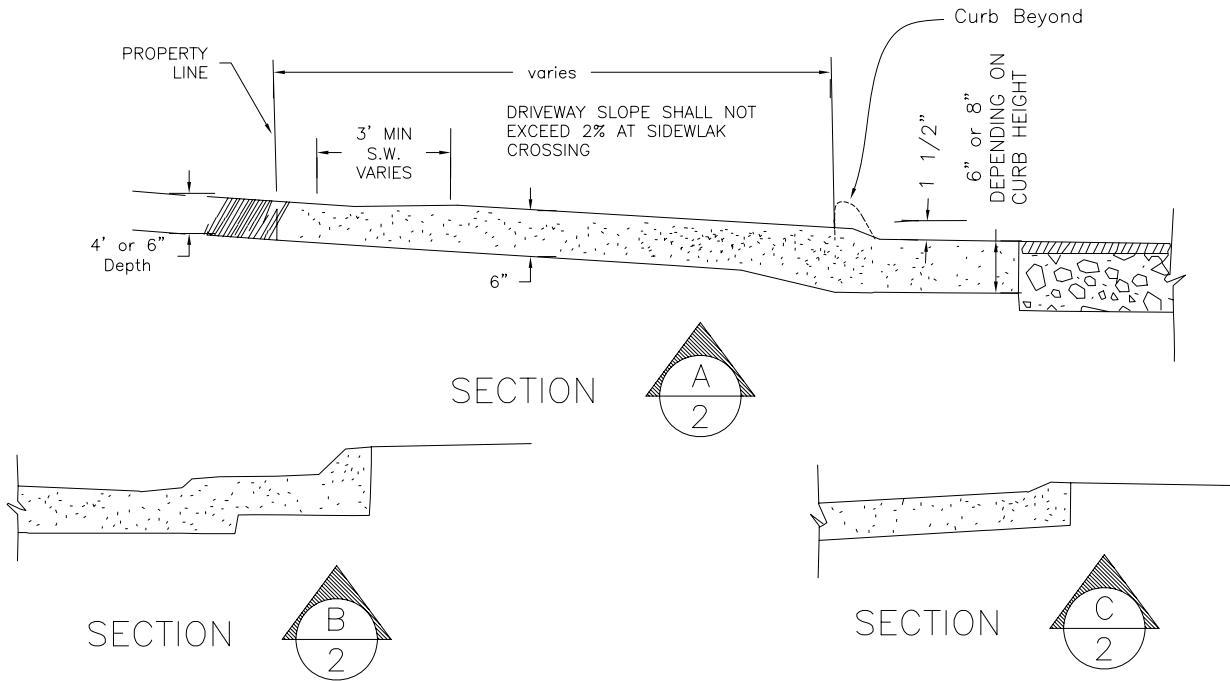 Curb Beyond
PROPERTY
LINE
varies
DRIVEWAY SLOPE SHALL NOT
EXCEED 2% AT SIDEWLAK
CROSSING
3' MIN
S.W.
VARIES
1 1/2"
6" or 8"
DEPENDING ON
CURB HEIGHT
4' or 6"
Depth
6"
SECTION
A
2
SECTION
B
2
SECTION
C
2